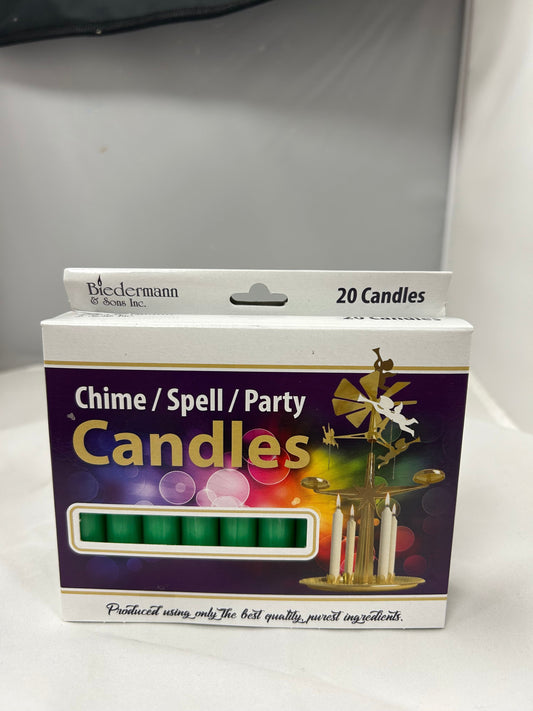 Biedermann
& Sons Inc.
20 Candles
20 Candles
Chime / Spell / Party
Candles
Produced using only the best quality, purest ingredients.